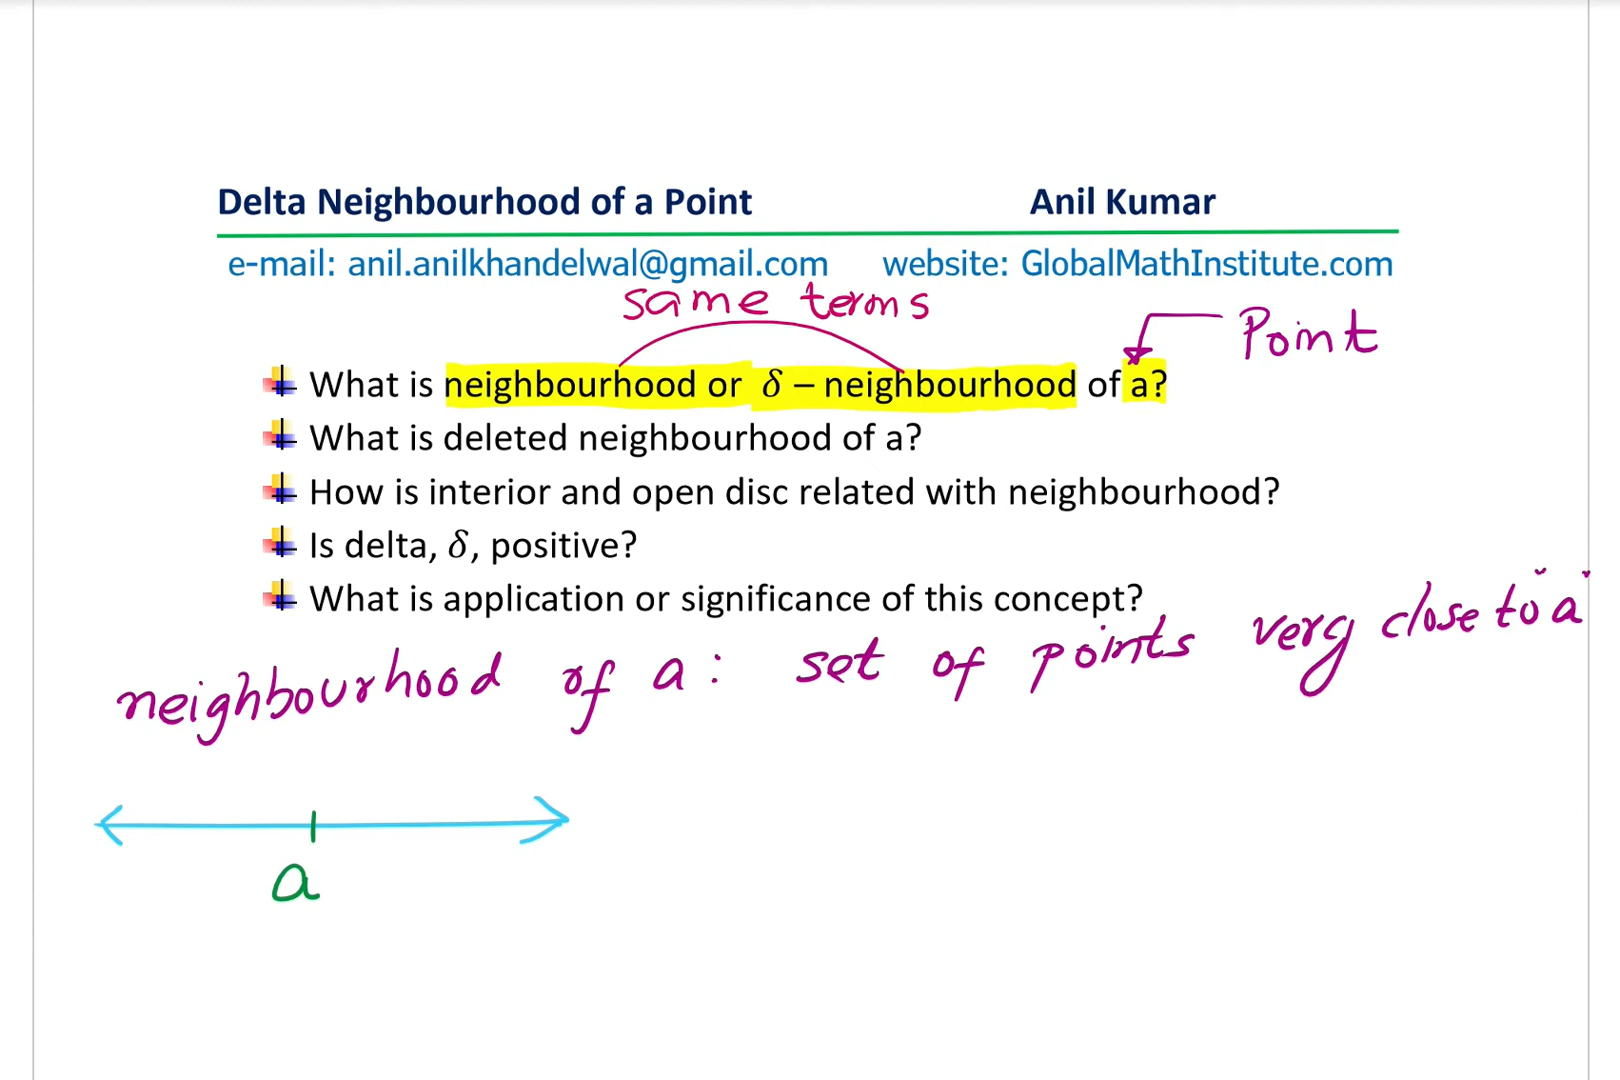 Delta Neighbourhood of a Point Anil Kumar
e-mail: anil.anilkhandelwal@gmail.com website: GlobalMathInstitute.com
same terms
Point
What is neighbourhood or δ – neighbourhood of a?
What is deleted neighbourhood of a?
How is interior and open disc related with neighbourhood?
Is delta, δ, positive?
What is application or significance of this concept?
neighbourhood of a: set of points very close to "a"
a